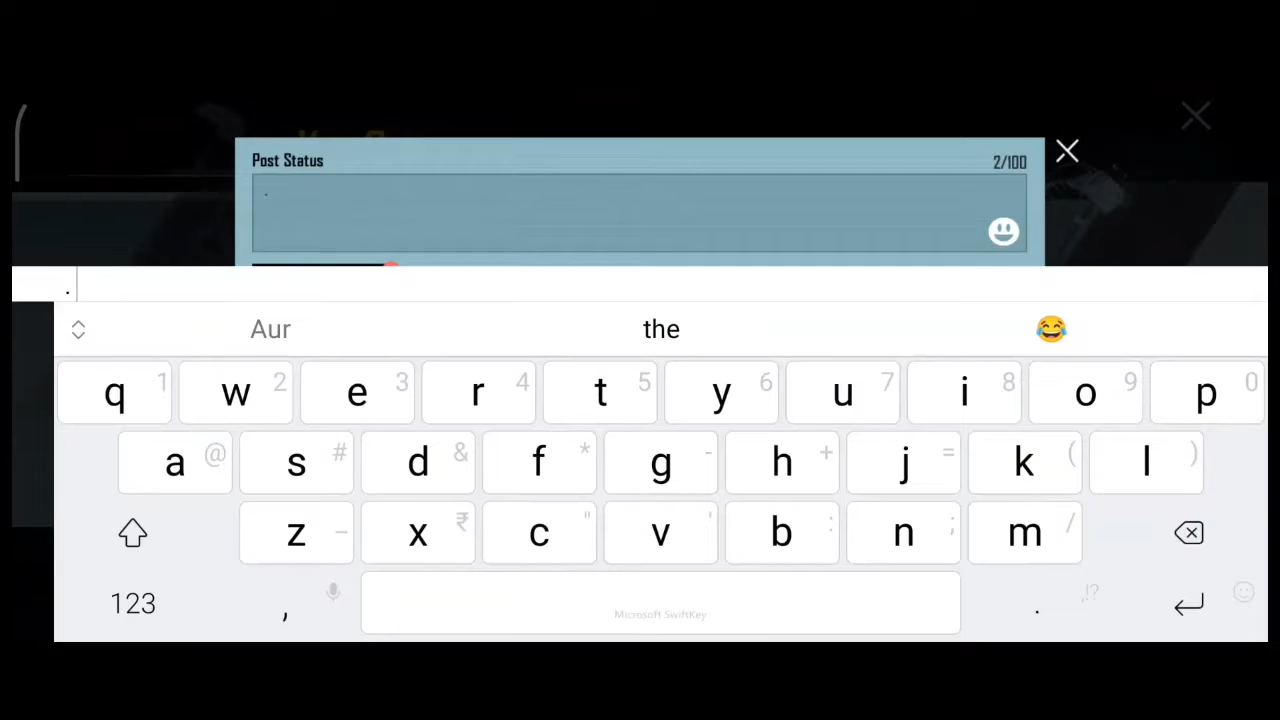 Post Status
2/100
.
.
Aur the 😂
q 1 w 2 e 3 r 4 t 5 y 6 u 7 i 8 o 9 p 0
a @ s # d & f * g - h + j = k ( l )
z _ x ₹ c " v ' b : n ; m /
123 , Microsoft SwiftKey . ,!?